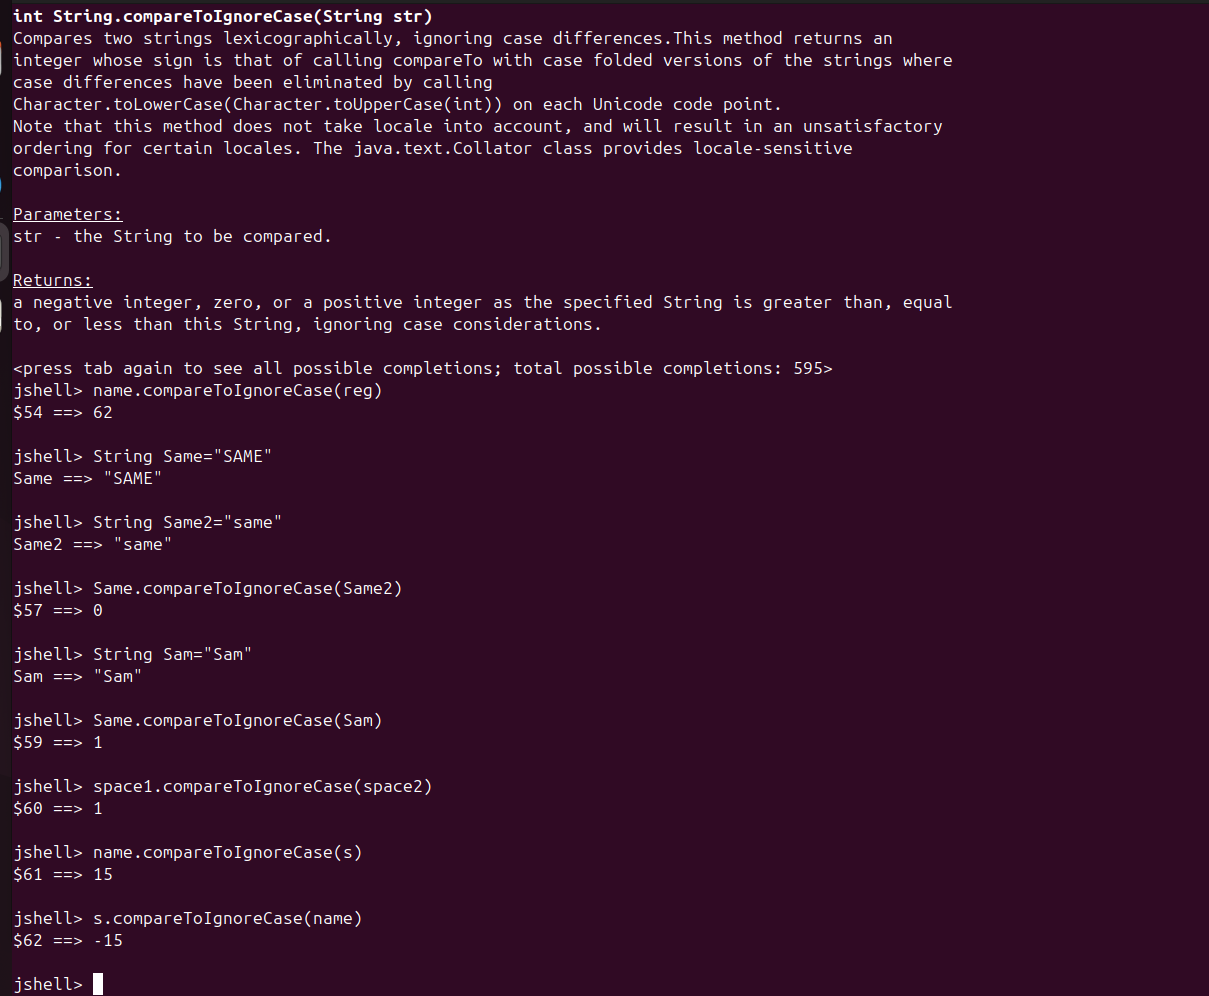 int String.compareToIgnoreCase(String str)
Compares two strings lexicographically, ignoring case differences.This method returns an
integer whose sign is that of calling compareTo with case folded versions of the strings where
case differences have been eliminated by calling
Character.toLowerCase(Character.toUpperCase(int)) on each Unicode code point.
Note that this method does not take locale into account, and will result in an unsatisfactory
ordering for certain locales. The java.text.Collator class provides locale-sensitive
comparison.
Parameters:
str - the String to be compared.
Returns:
a negative integer, zero, or a positive integer as the specified String is greater than, equal
to, or less than this String, ignoring case considerations.
<press tab again to see all possible completions; total possible completions: 595>
jshell> name.compareToIgnoreCase(reg)
$54 ==> 62
jshell> String Same="SAME"
Same ==> "SAME"
jshell> String Same2="same"
Same2 ==> "same"
jshell> Same.compareToIgnoreCase(Same2)
$57 ==> 0
jshell> String Sam="Sam"
Sam ==> "Sam"
jshell> Same.compareToIgnoreCase(Sam)
$59 ==> 1
jshell> space1.compareToIgnoreCase(space2)
$60 ==> 1
jshell> name.compareToIgnoreCase(s)
$61 ==> 15
jshell> s.compareToIgnoreCase(name)
$62 ==> -15
jshell>